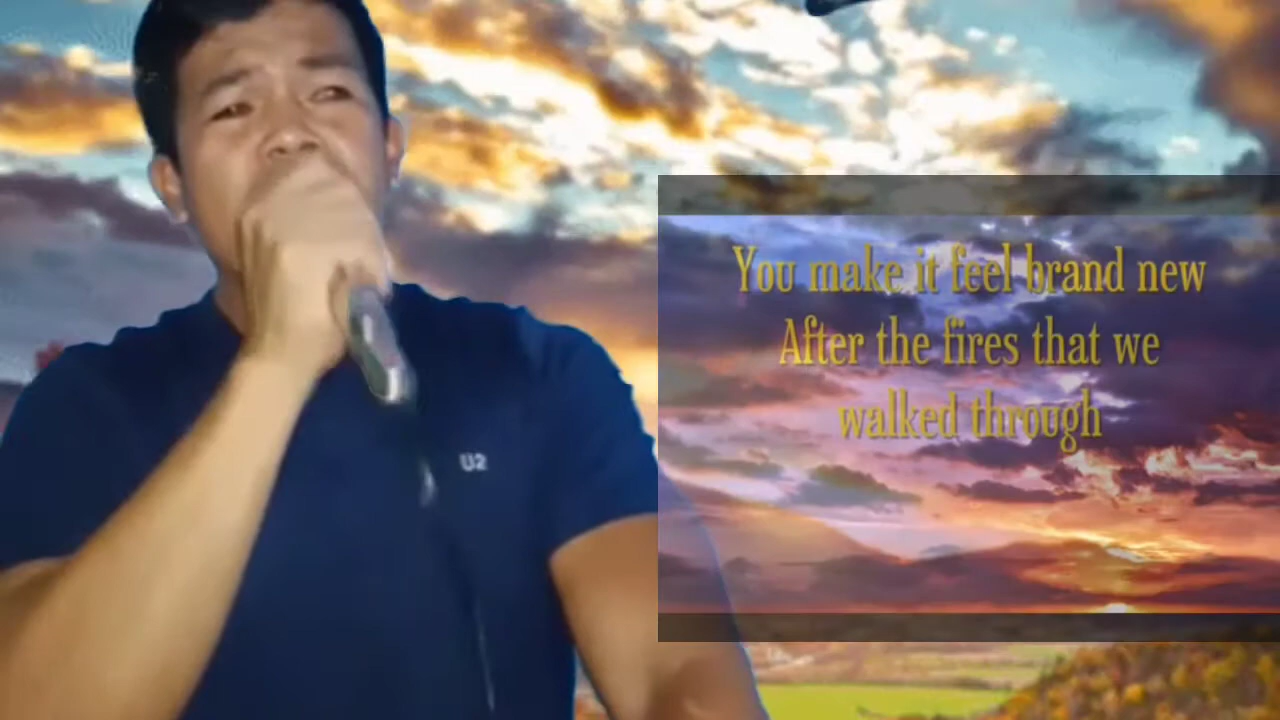 You make it feel brand new
After the fires that we
walked through
U2